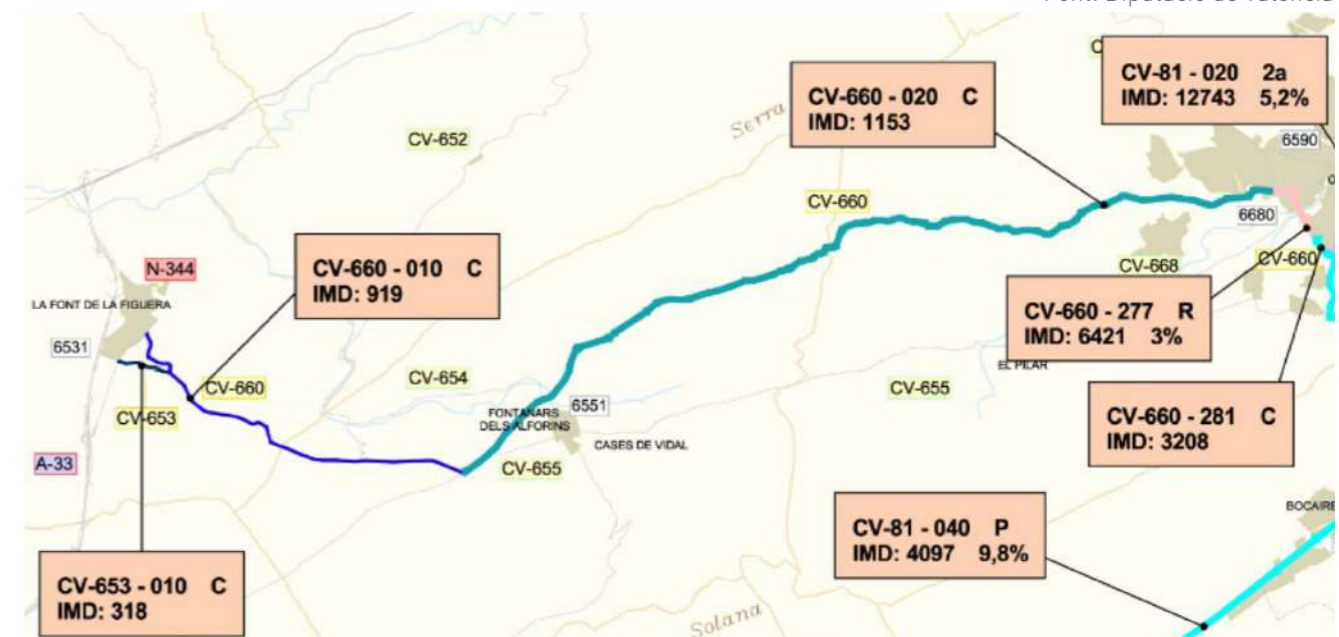 CV-81 - 020 2a
IMD: 12743 5,2%
CV-660 - 020 C
IMD: 1153
Serra
CV-652
6590
CV-660
6680
CV-660
CV-668
N-344
LA FONT DE LA FIGUERA
CV-660 - 010 C
IMD: 919
CV-660 - 277 R
IMD: 6421 3%
6531
EL PILAR
CV-660
CV-654
CV-655
CV-653
6551
FONTANARS
DELS ALFORINS
CASES DE VIDAL
CV-660 - 281 C
IMD: 3208
A-33
CV-655
CV-81 - 040 P
IMD: 4097 9,8%
BOCAIRE
CV-653 - 010 C
IMD: 318
Solana